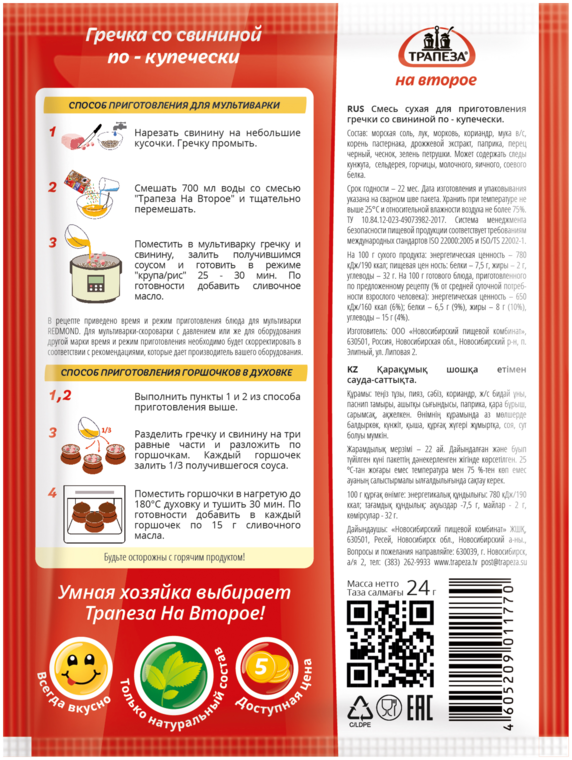 Гречка со свининой
по - купечески
СПОСОБ ПРИГОТОВЛЕНИЯ ДЛЯ МУЛЬТИВАРКИ
1
Нарезать свинину на небольшие
кусочки. Гречку промыть.
2
Смешать 700 мл воды со смесью
"Трапеза На Второе" и тщательно
перемешать.
3
Поместить в мультиварку гречку и
свинину, залить получившимся
соусом и готовить в режиме
"крупа/рис" 25 - 30 мин. По
готовности добавить сливочное
масло.
В рецепте приведено время и режим приготовления блюда для мультиварки
REDMOND. Для мультиварки-скороварки с давлением или же для оборудования
другой марки время и режим приготовления необходимо будет скорректировать в
соответствии с рекомендациями, которые дает производитель вашего оборудования.
СПОСОБ ПРИГОТОВЛЕНИЯ ГОРШОЧКОВ В ДУХОВКЕ
1,2
Выполнить пункты 1 и 2 из способа
приготовления выше.
3
1/3
Разделить гречку и свинину на три
равные части и разложить по
горшочкам. Каждый горшочек
залить 1/3 получившегося соуса.
4
Поместить горшочки в нагретую до
180°С духовку и тушить 30 мин. По
готовности добавить в каждый
горшочек по 15 г сливочного
масла.
Будьте осторожны с горячим продуктом!
Умная хозяйка выбирает
Трапеза На Второе!
Всегда вкусно
Только натуральный состав
5
Доступная цена
ТРАПЕЗА®
на второе
RUS Смесь сухая для приготовления
гречки со свининой по - купечески.
Состав: морская соль, лук, морковь, кориандр, мука в/с,
корень пастернака, дрожжевой экстракт, паприка, перец
черный, чеснок, зелень петрушки. Может содержать следы
кунжута, сельдерея, горчицы, молочного, яичного, соевого
белка.
Срок годности – 22 мес. Дата изготовления и упаковывания
указана на сварном шве пакета. Хранить при температуре не
выше 25°С и относительной влажности воздуха не более 75%.
ТУ 10.84.12-023-49073982-2017. Система менеджмента
безопасности пищевой продукции соответствует требованиям
международных стандартов ISO 22000:2005 и ISO/TS 22002-1.
На 100 г сухого продукта: энергетическая ценность – 780
кДж/190 ккал; пищевая ценность: белки – 7,5 г, жиры – 2 г,
углеводы – 32 г. На 100 г готового блюда, приготовленного
по предложенному рецепту (% от средней суточной потреб-
ности взрослого человека): энергетическая ценность – 650
кДж/160 ккал (6%); белки – 6,5 г (9%), жиры – 8 г (10%),
углеводы – 15 г (4%).
Изготовитель: ООО «Новосибирский пищевой комбинат»,
630501, Россия, Новосибирская обл., Новосибирский р-н, п.
Элитный, ул. Липовая 2.
KZ Қарақұмық шошқа етімен
сауда-саттықта.
Құрамы: теңіз тұзы, пияз, сәбіз, кориандр, ж/с бидай ұны,
паснип тамыры, ашытқы сығындысы, паприка, қара бұрыш,
сарымсақ, ақжелкен. Өнімнің құрамында аз мөлшерде
балдыркөк, күнжіт, қыша, құрғақ жүгері жұмыртқа, соя, сүт
болуы мүмкін.
Жарамдылық мерзімі – 22 ай. Дайындалған және буып
түйілген күні пакеттің дәнекерленген жігінде көрсетілген. 25
°С-тан жоғары емес температура мен 75 %-тен көп емес
ауаның салыстырмалы ылғалдылығында сақтау керек.
100 г құрғақ өнімге: энергетикалық құндылығы: 780 кДж/190
ккал; тағамдық құндылық: ақуыздар -7,5 г, майлар - 2 г,
көмірсулар - 32 г.
Дайындаушы: «Новосибирский пищевой комбинат» ЖШҚ,
630501, Ресей, Новосибирск обл., Новосибирский а-ны.,
Вопросы и пожелания направляйте: 630039, г. Новосибирск,
а/я 2, тел: (383) 262-9933 www.trapeza.tv post@trapeza.su
Масса нетто
Таза салмағы 24 г
C/LDPE
EAC
4 605209 011770